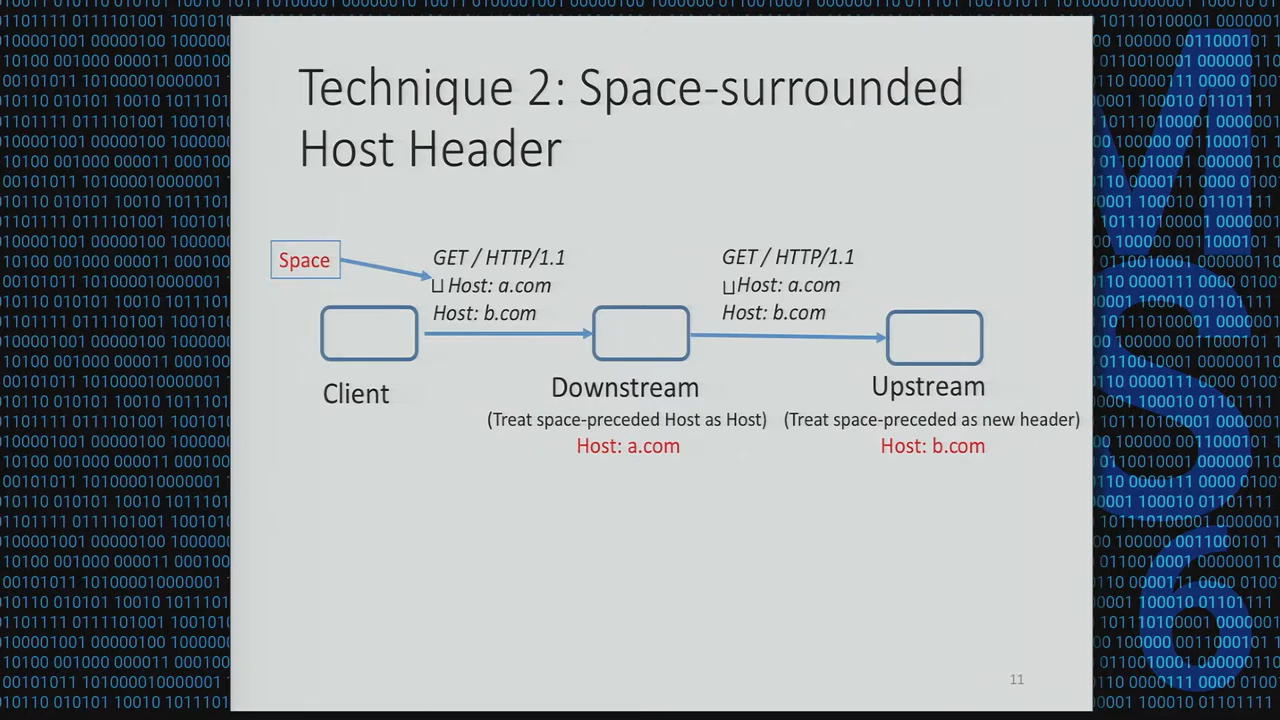 Technique 2: Space-surrounded
Host Header
Space
GET / HTTP/1.1
␣Host: a.com
Host: b.com
GET / HTTP/1.1
␣Host: a.com
Host: b.com
Client
Downstream
(Treat space-preceded Host as Host)
Host: a.com
Upstream
(Treat space-preceded as new header)
Host: b.com
11